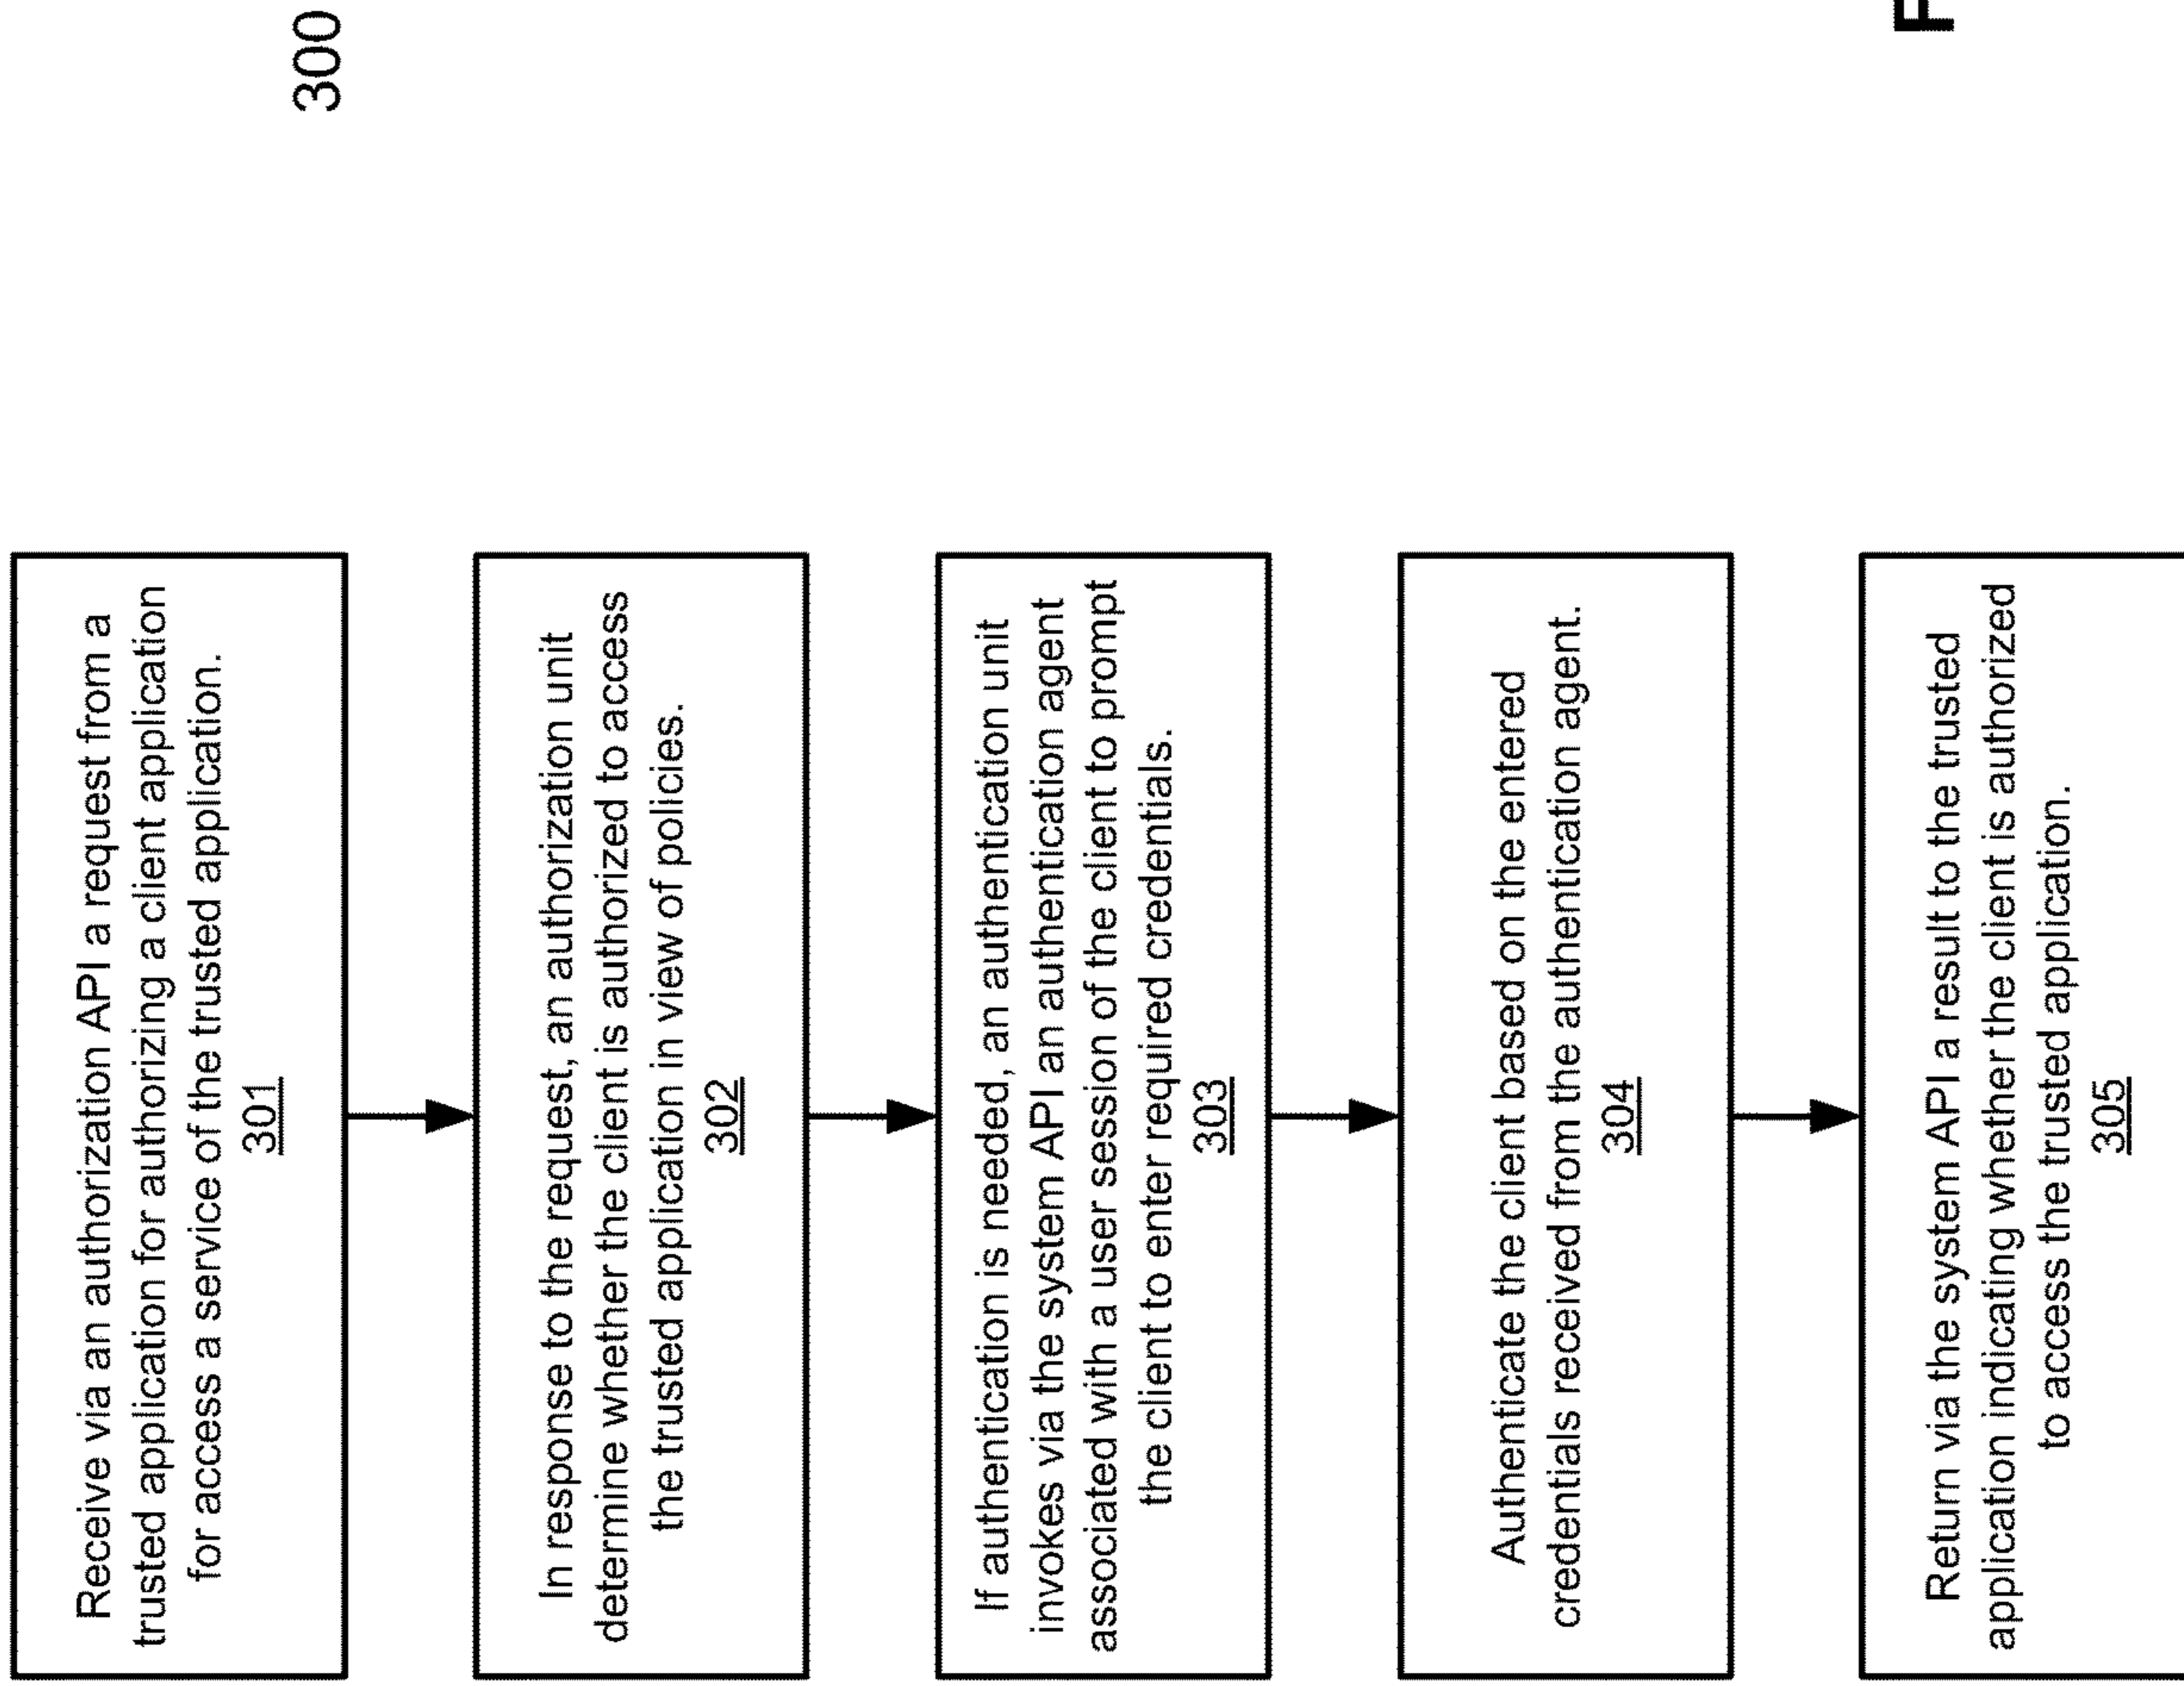 300
Receive via an authorization API a request from a
trusted application for authorizing a client application
for access a service of the trusted application.
301
In response to the request, an authorization unit
determine whether the client is authorized to access
the trusted application in view of policies.
302
If authentication is needed, an authentication unit
invokes via the system API an authentication agent
associated with a user session of the client to prompt
the client to enter required credentials.
303
Authenticate the client based on the entered
credentials received from the authentication agent.
304
Return via the system API a result to the trusted
application indicating whether the client is authorized
to access the trusted application.
305
F